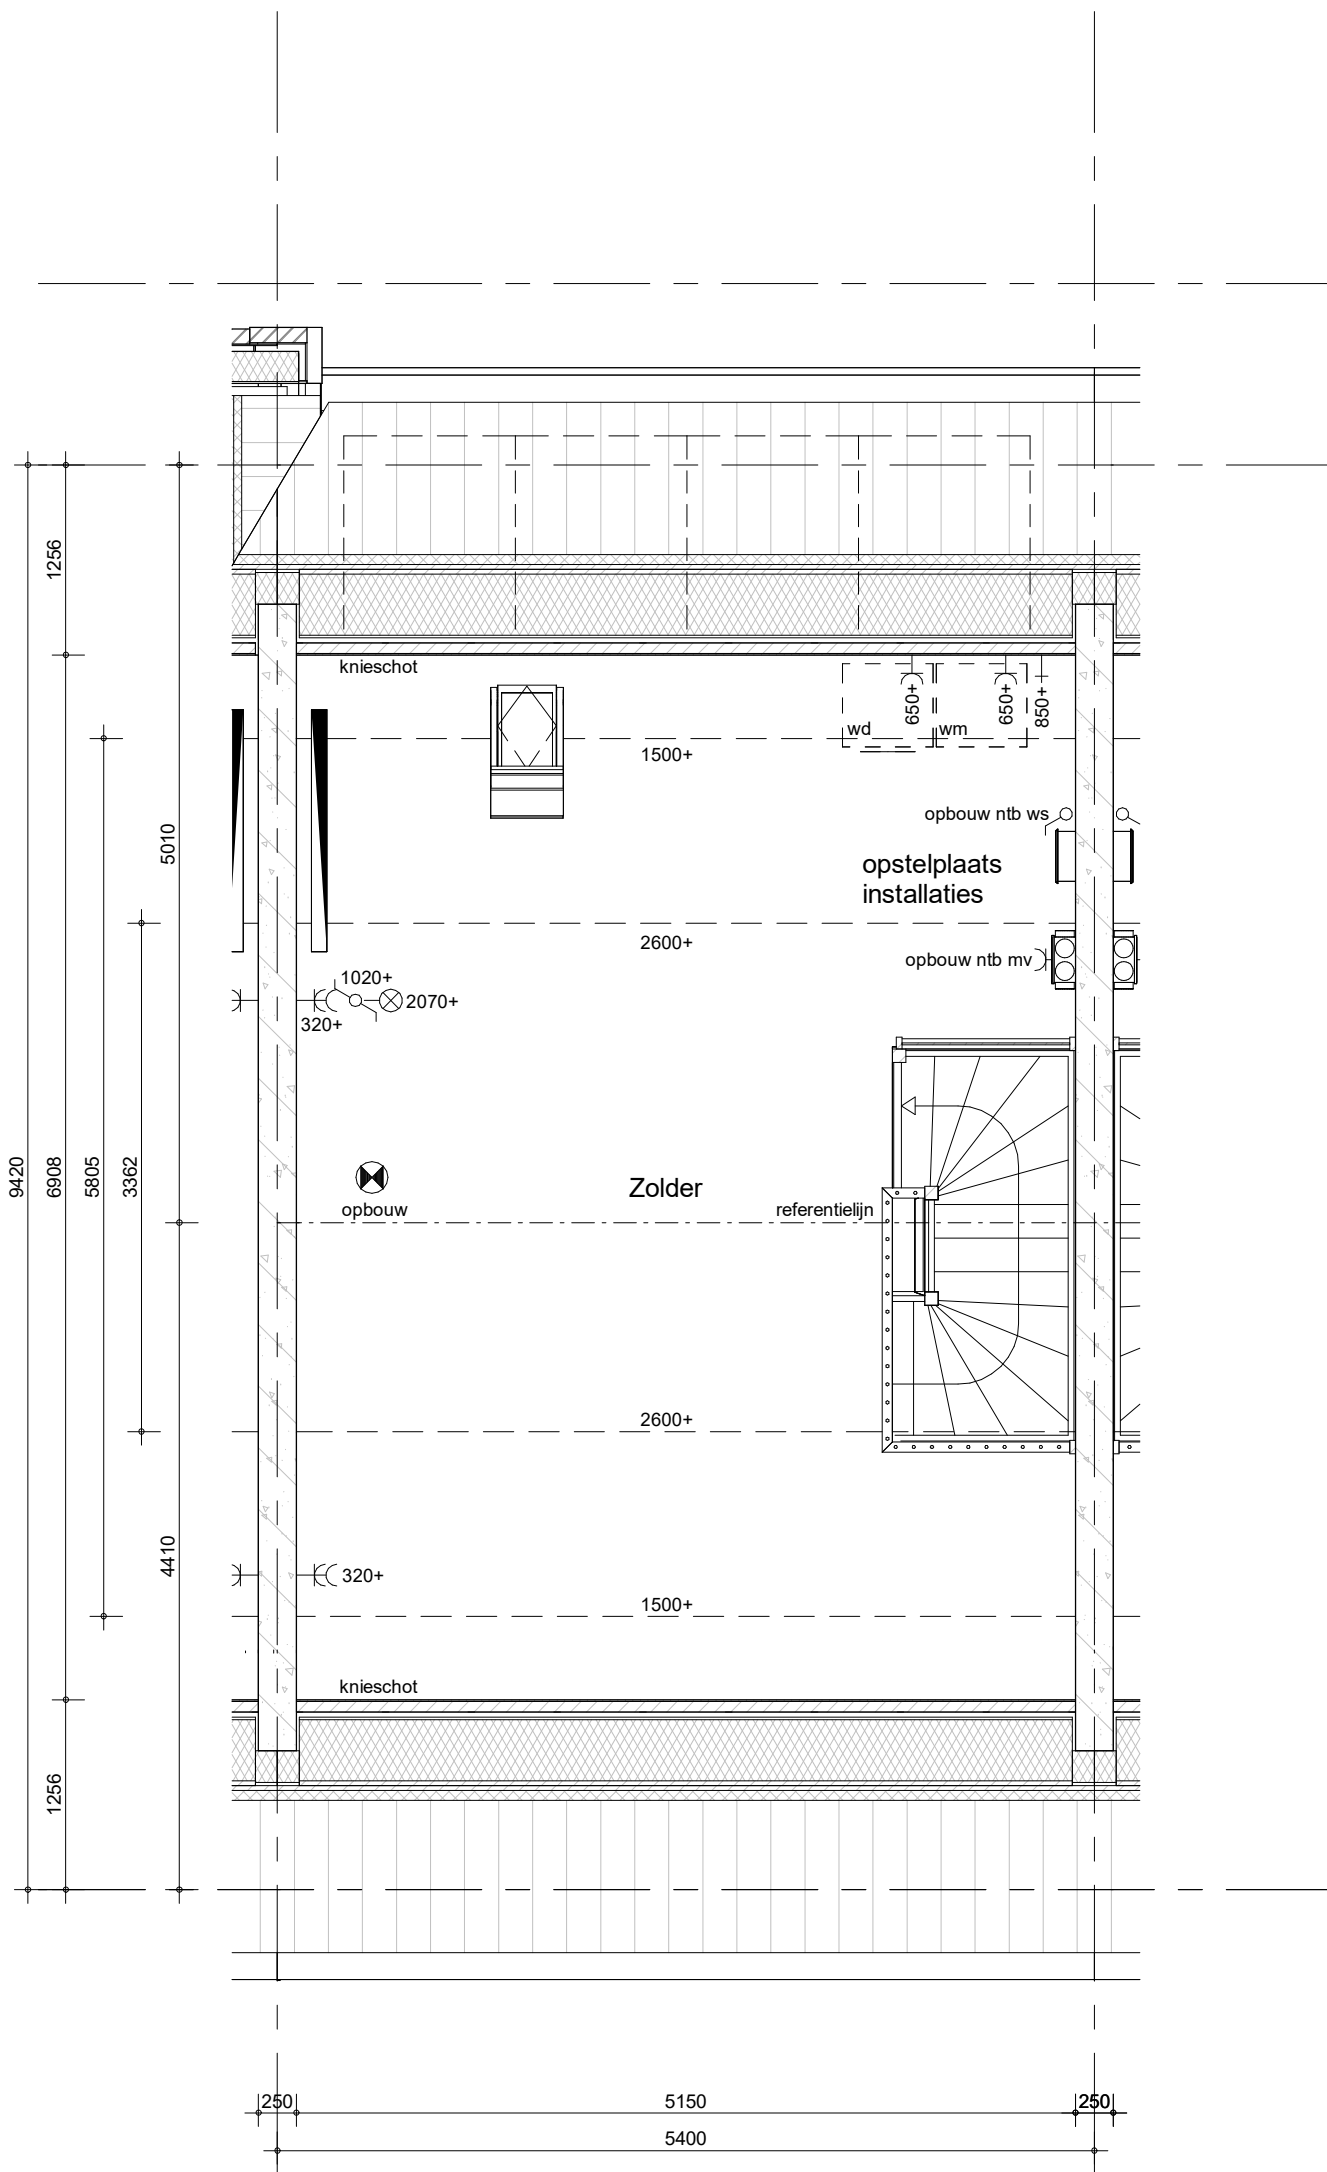 1256
knieschot
650+
650+
850+
wd
wm
1500+
opbouw ntb ws
5010
opstelplaats
installaties
2600+
opbouw ntb mv
1020+
2070+
320+
9420
6908
5805
3362
Zolder
opbouw
referentielijn
2600+
4410
320+
1500+
knieschot
1256
250
5150
250
5400